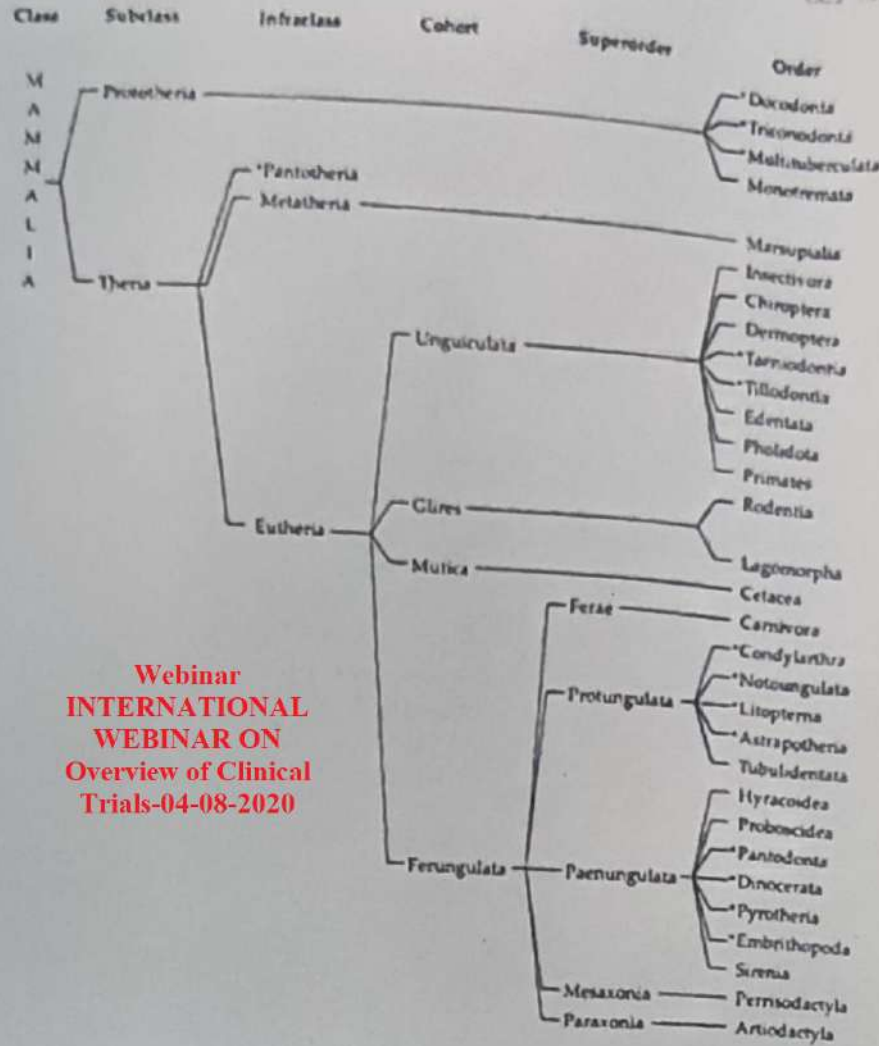 Class Subclass Infraclass Cohort Superorder Order
M
A
M
M
A
L
I
A
Prototheria
*Docodonta
*Triconodonta
*Multituberculata
Monotremata
Theria
*Pantotheria
Metatheria
Marsupialia
Eutheria
Unguiculata
Insectivora
Chiroptera
Dermoptera
*Taeniodontia
*Tillodontia
Edentata
Pholidota
Primates
Glires
Rodentia
Lagomorpha
Mutica
Cetacea
Ferungulata
Ferae
Carnivora
Protungulata
*Condylarthra
*Notoungulata
*Litopterna
*Astrapotheria
Tubulidentata
Paenungulata
Hyracoidea
Proboscidea
*Pantodonta
*Dinocerata
*Pyrotheria
*Embrithopoda
Sirenia
Mesaxonia
Perrisodactyla
Paraxonia
Artiodactyla
Webinar
INTERNATIONAL
WEBINAR ON
Overview of Clinical
Trials-04-08-2020